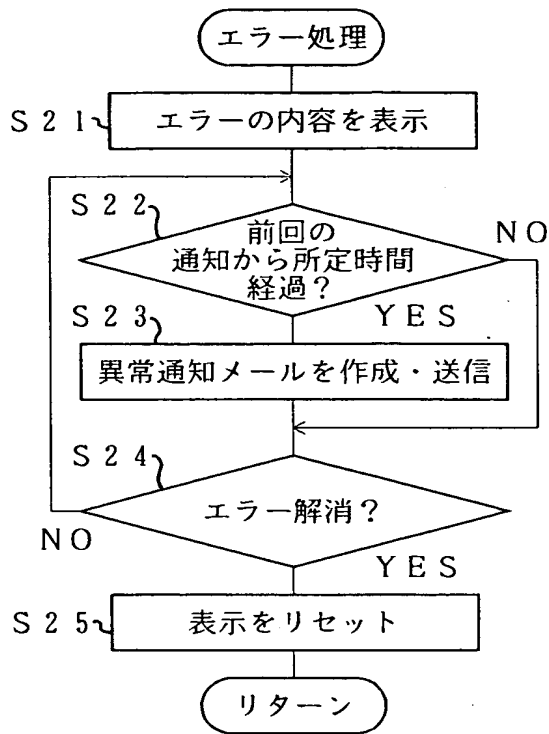 エラー処理
S21
エラーの内容を表示
S22
前回の
通知から所定時間
経過?
NO
YES
S23
異常通知メールを作成・送信
S24
エラー解消?
NO
YES
S25
表示をリセット
リターン